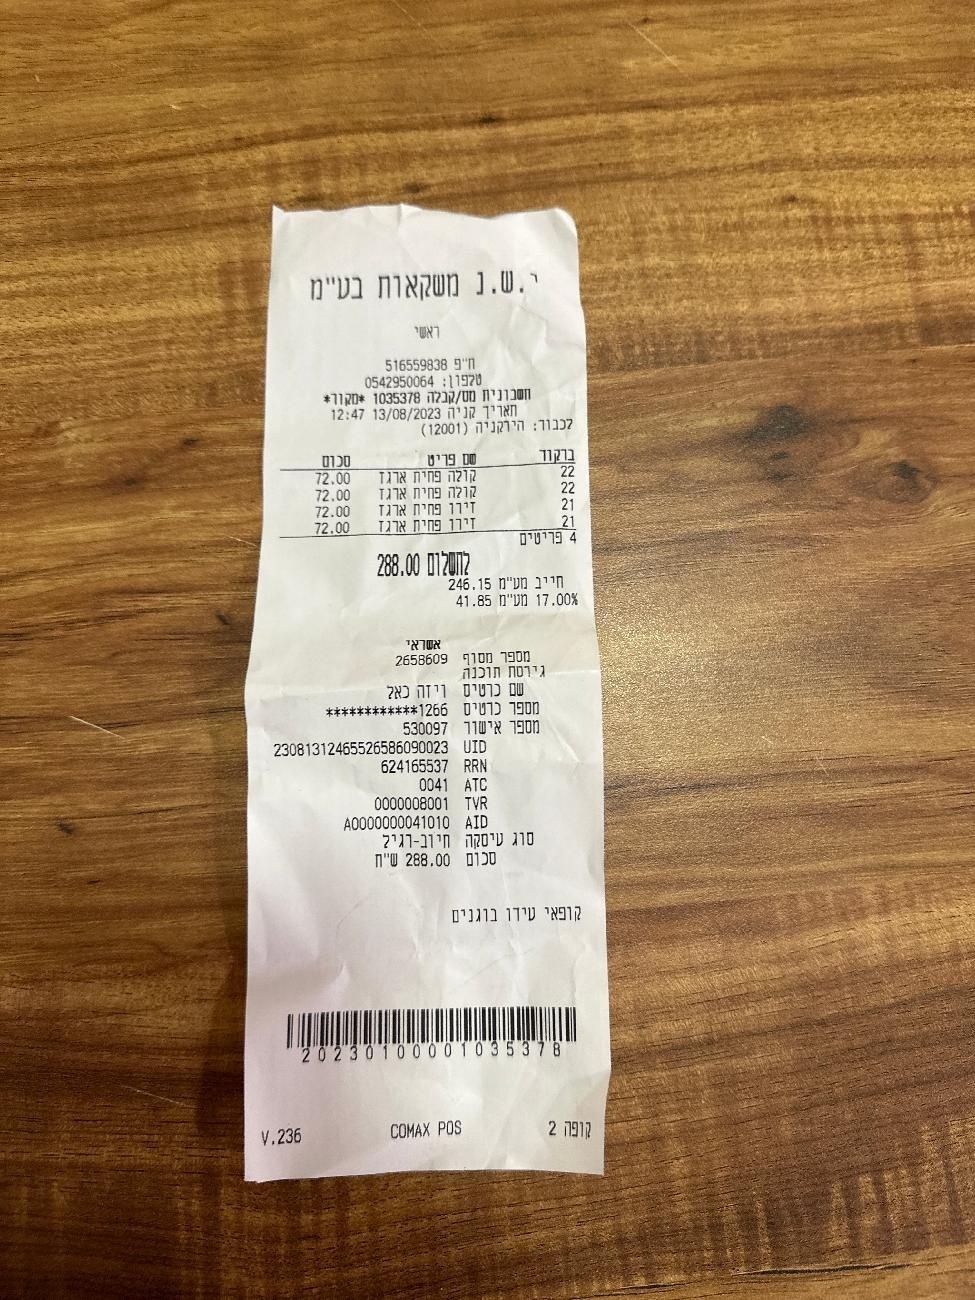 י.ש.נ משקאות בע"מ
ראשי
ח"פ 516559838
טלפון: 0542950064
חשבונית מס/קבלה 1035378 *מקור*
תאריך קניה 13/08/2023 12:47
לכבוד: הירקניה (12001)
ברקוד שם פריט סכום
22 קולה פחית ארגז 72.00
22 קולה פחית ארגז 72.00
21 זירו פחית ארגז 72.00
21 זירו פחית ארגז 72.00
4 פריטים
לתשלום 288.00
חייב מע"מ 246.15
17.00% מע"מ 41.85
אשראי
מספר מסוף 2658609
גירסת תוכנה
שם כרטיס ויזה כאל
מספר כרטיס ************1266
מספר אישור 530097
UID 23081312465526586090023
RRN 624165537
ATC 0041
TVR 0000008001
AID A0000000041010
סוג עיסקה חיוב-רגיל
סכום 288.00 ש"ח
קופאי עידו בוגנים
20230100001035378
קופה 2 COMAX POS V.236